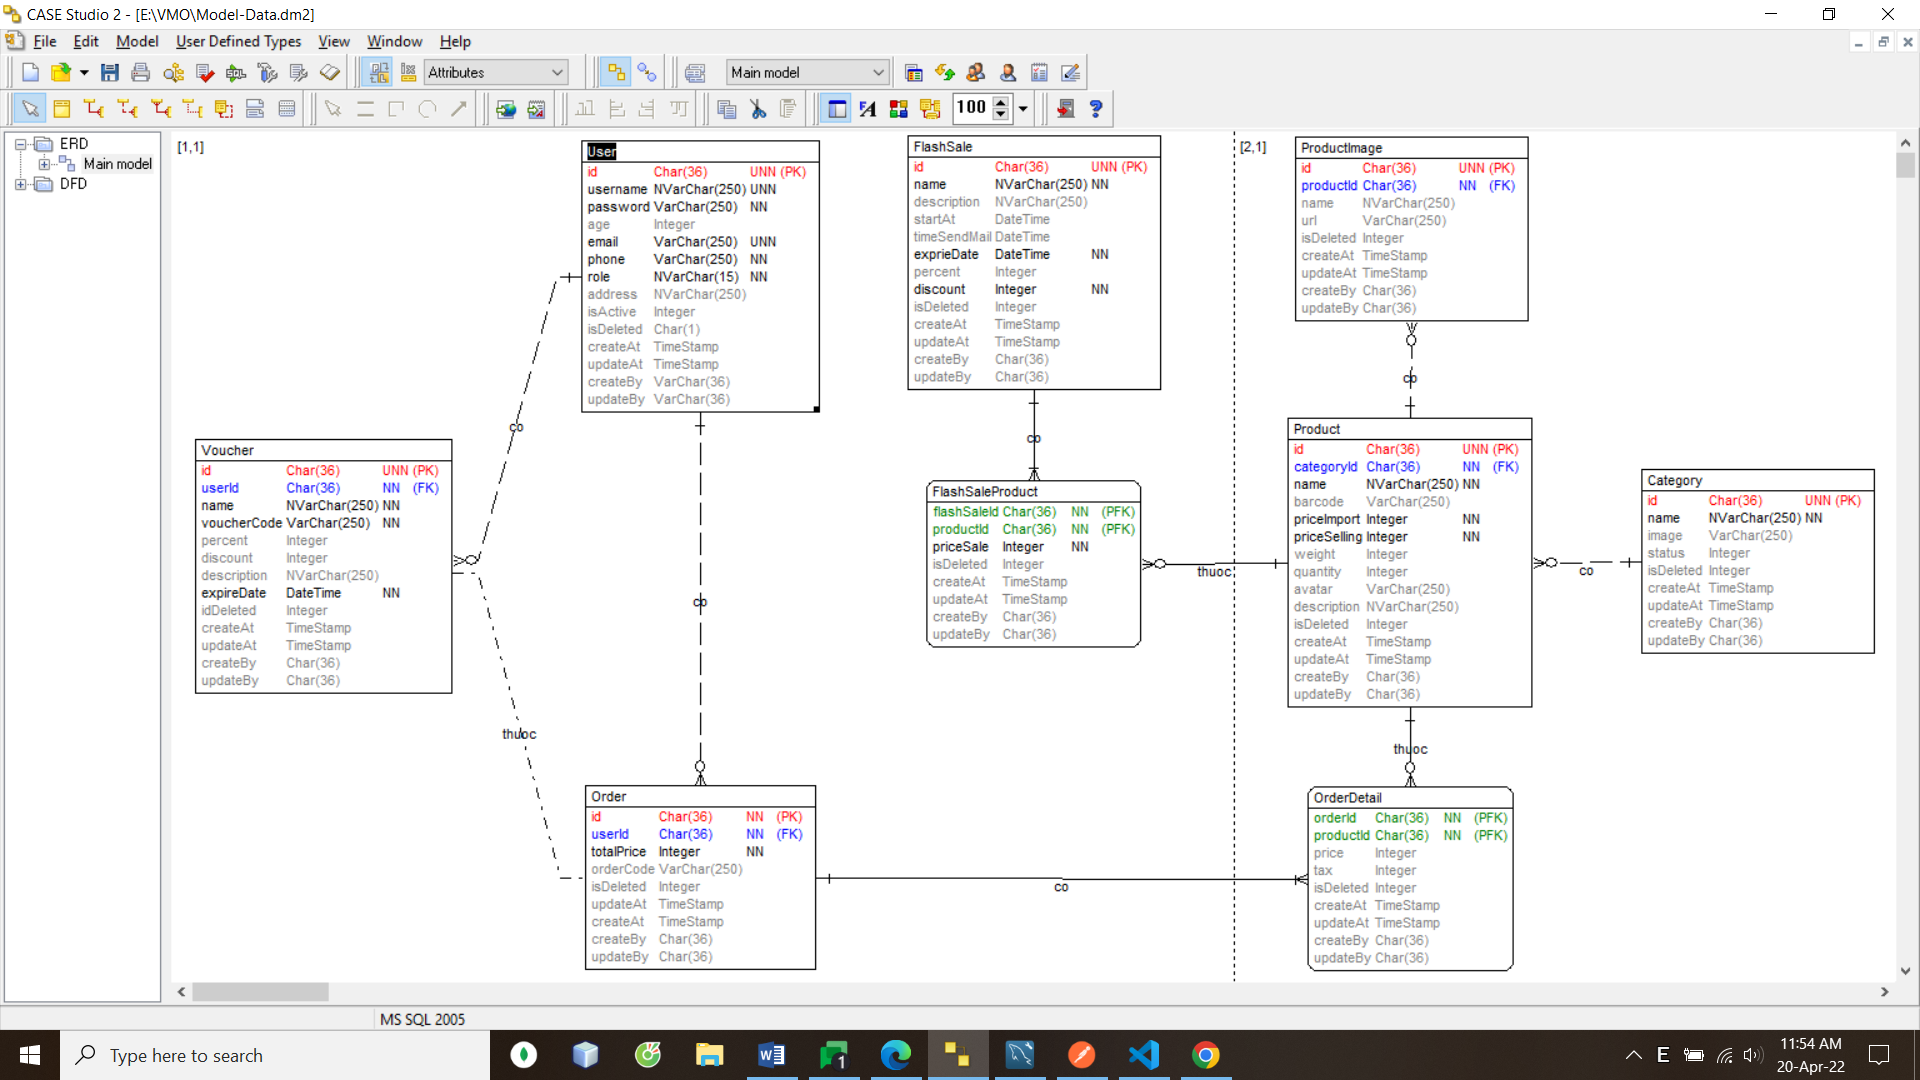 CASE Studio 2 - [E:\VMO\Model-Data.dm2]
File Edit Model User Defined Types View Window Help
Attributes Main model
100
ERD
Main model
DFD
[1,1]
User
id Char(36) UNN (PK)
username NVarChar(250) UNN
password VarChar(250) NN
age Integer
email VarChar(250) UNN
phone VarChar(250) NN
role NVarChar(15) NN
address NVarChar(250)
isActive Integer
isDeleted Char(1)
createAt TimeStamp
updateAt TimeStamp
createBy VarChar(36)
updateBy VarChar(36)
FlashSale
id Char(36) UNN (PK)
name NVarChar(250) NN
description NVarChar(250)
startAt DateTime
timeSendMail DateTime
exprieDate DateTime NN
percent Integer
discount Integer NN
isDeleted Integer
createAt TimeStamp
updateAt TimeStamp
createBy Char(36)
updateBy Char(36)
[2,1]
ProductImage
id Char(36) UNN (PK)
productId Char(36) NN (FK)
name NVarChar(250)
url VarChar(250)
isDeleted Integer
createAt TimeStamp
updateAt TimeStamp
createBy Char(36)
updateBy Char(36)
co
co
co
Voucher
id Char(36) UNN (PK)
userId Char(36) NN (FK)
name NVarChar(250) NN
voucherCode VarChar(250) NN
percent Integer
discount Integer
description NVarChar(250)
expireDate DateTime NN
idDeleted Integer
createAt TimeStamp
updateAt TimeStamp
createBy Char(36)
updateBy Char(36)
FlashSaleProduct
flashSaleId Char(36) NN (PFK)
productId Char(36) NN (PFK)
priceSale Integer NN
isDeleted Integer
createAt TimeStamp
updateAt TimeStamp
createBy Char(36)
updateBy Char(36)
Product
id Char(36) UNN (PK)
categoryId Char(36) NN (FK)
name NVarChar(250) NN
barcode VarChar(250)
priceImport Integer NN
priceSelling Integer NN
weight Integer
quantity Integer
avatar VarChar(250)
description NVarChar(250)
isDeleted Integer
createAt TimeStamp
updateAt TimeStamp
createBy Char(36)
updateBy Char(36)
Category
id Char(36) UNN (PK)
name NVarChar(250) NN
image VarChar(250)
status Integer
isDeleted Integer
createAt TimeStamp
updateAt TimeStamp
createBy Char(36)
updateBy Char(36)
co
thuoc
co
thuoc
thuoc
Order
id Char(36) NN (PK)
userId Char(36) NN (FK)
totalPrice Integer NN
orderCode VarChar(250)
isDeleted Integer
updateAt TimeStamp
createAt TimeStamp
createBy Char(36)
updateBy Char(36)
co
OrderDetail
orderId Char(36) NN (PFK)
productId Char(36) NN (PFK)
price Integer
tax Integer
isDeleted Integer
createAt TimeStamp
updateAt TimeStamp
createBy Char(36)
updateBy Char(36)
MS SQL 2005
Type here to search
1
E
11:54 AM
20-Apr-22